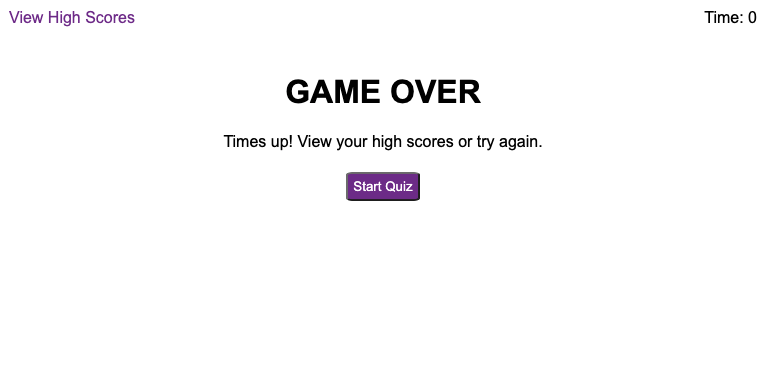 View High Scores
Time: 0
GAME OVER
Times up! View your high scores or try again.
Start Quiz